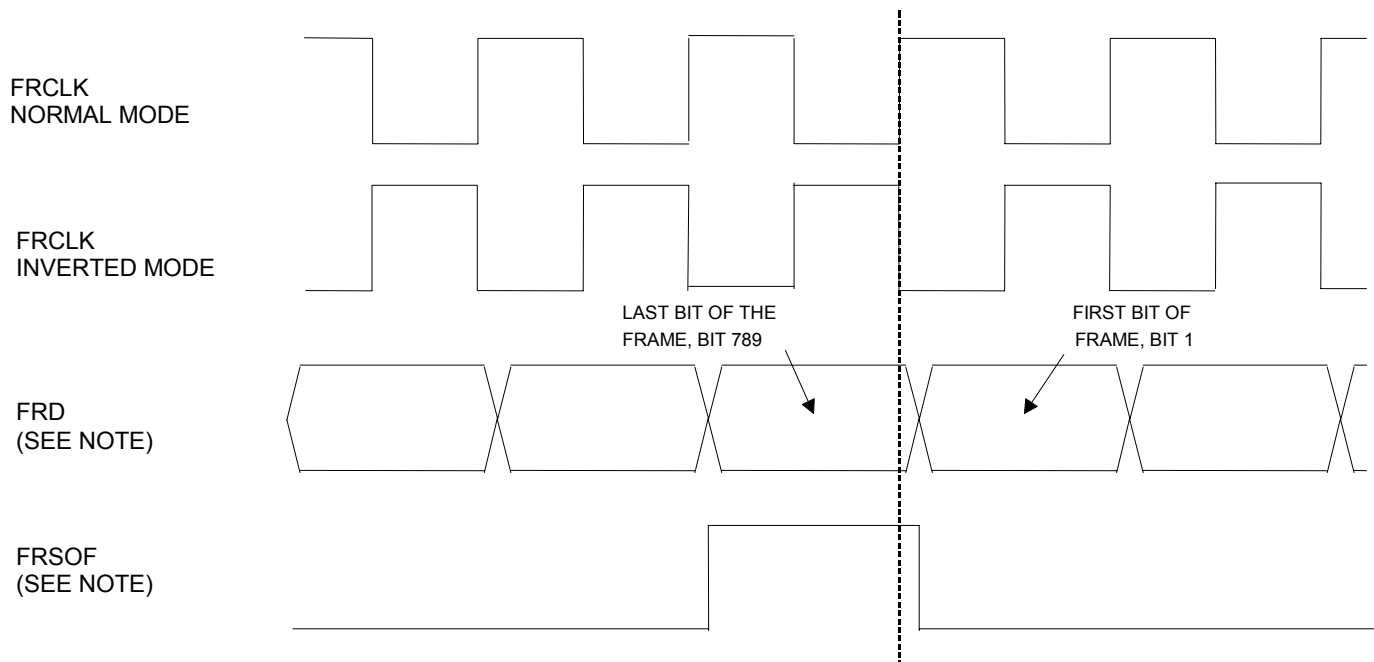 FRCLK
NORMAL MODE
FRCLK
INVERTED MODE
LAST BIT OF THE
FRAME, BIT 789
FIRST BIT OF
FRAME, BIT 1
FRD
(SEE NOTE)
FRSOF
(SEE NOTE)